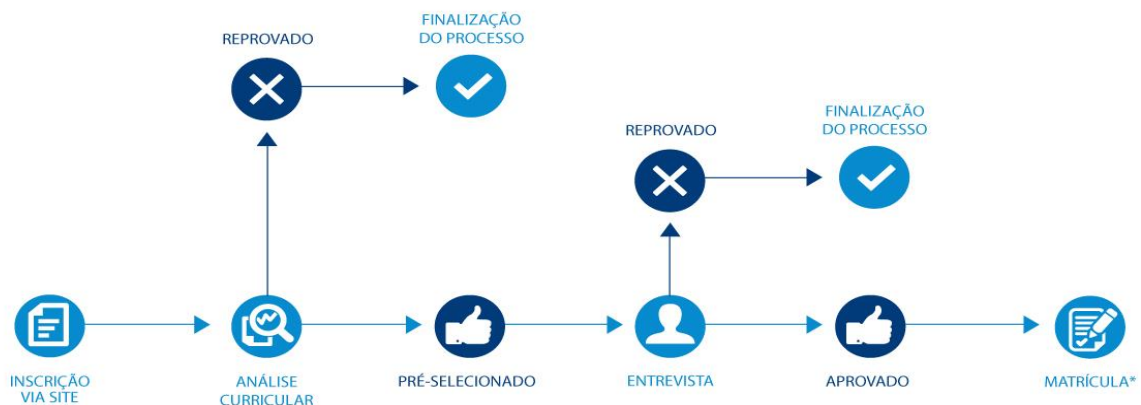 REPROVADO
FINALIZAÇÃO
DO PROCESSO
REPROVADO
FINALIZAÇÃO
DO PROCESSO
INSCRIÇÃO
VIA SITE
ANÁLISE
CURRICULAR
PRÉ-SELECIONADO
ENTREVISTA
APROVADO
MATRÍCULA*